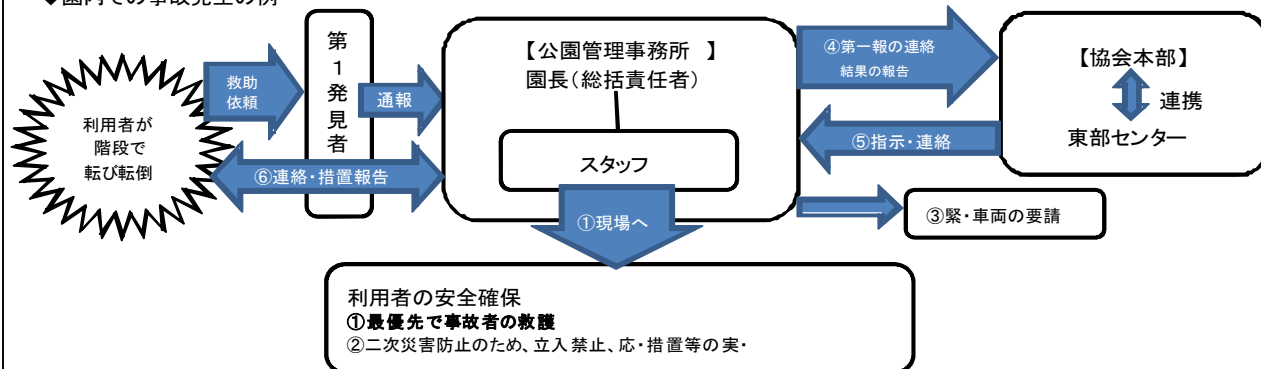 ◆園内での事故発生の例
利用者が
階段で
転び転倒
救助
依頼
第
1
発
見
者
通報
【公園管理事務所 】
園長(総括責任者)
スタッフ
④第一報の連絡
結果の報告
【協会本部】
連携
東部センター
⑤指示・連絡
⑥連絡・措置報告
①現場へ
③緊・車両の要請
利用者の安全確保
①最優先で事故者の救護
②二次災害防止のため、立入禁止、応・措置等の実・